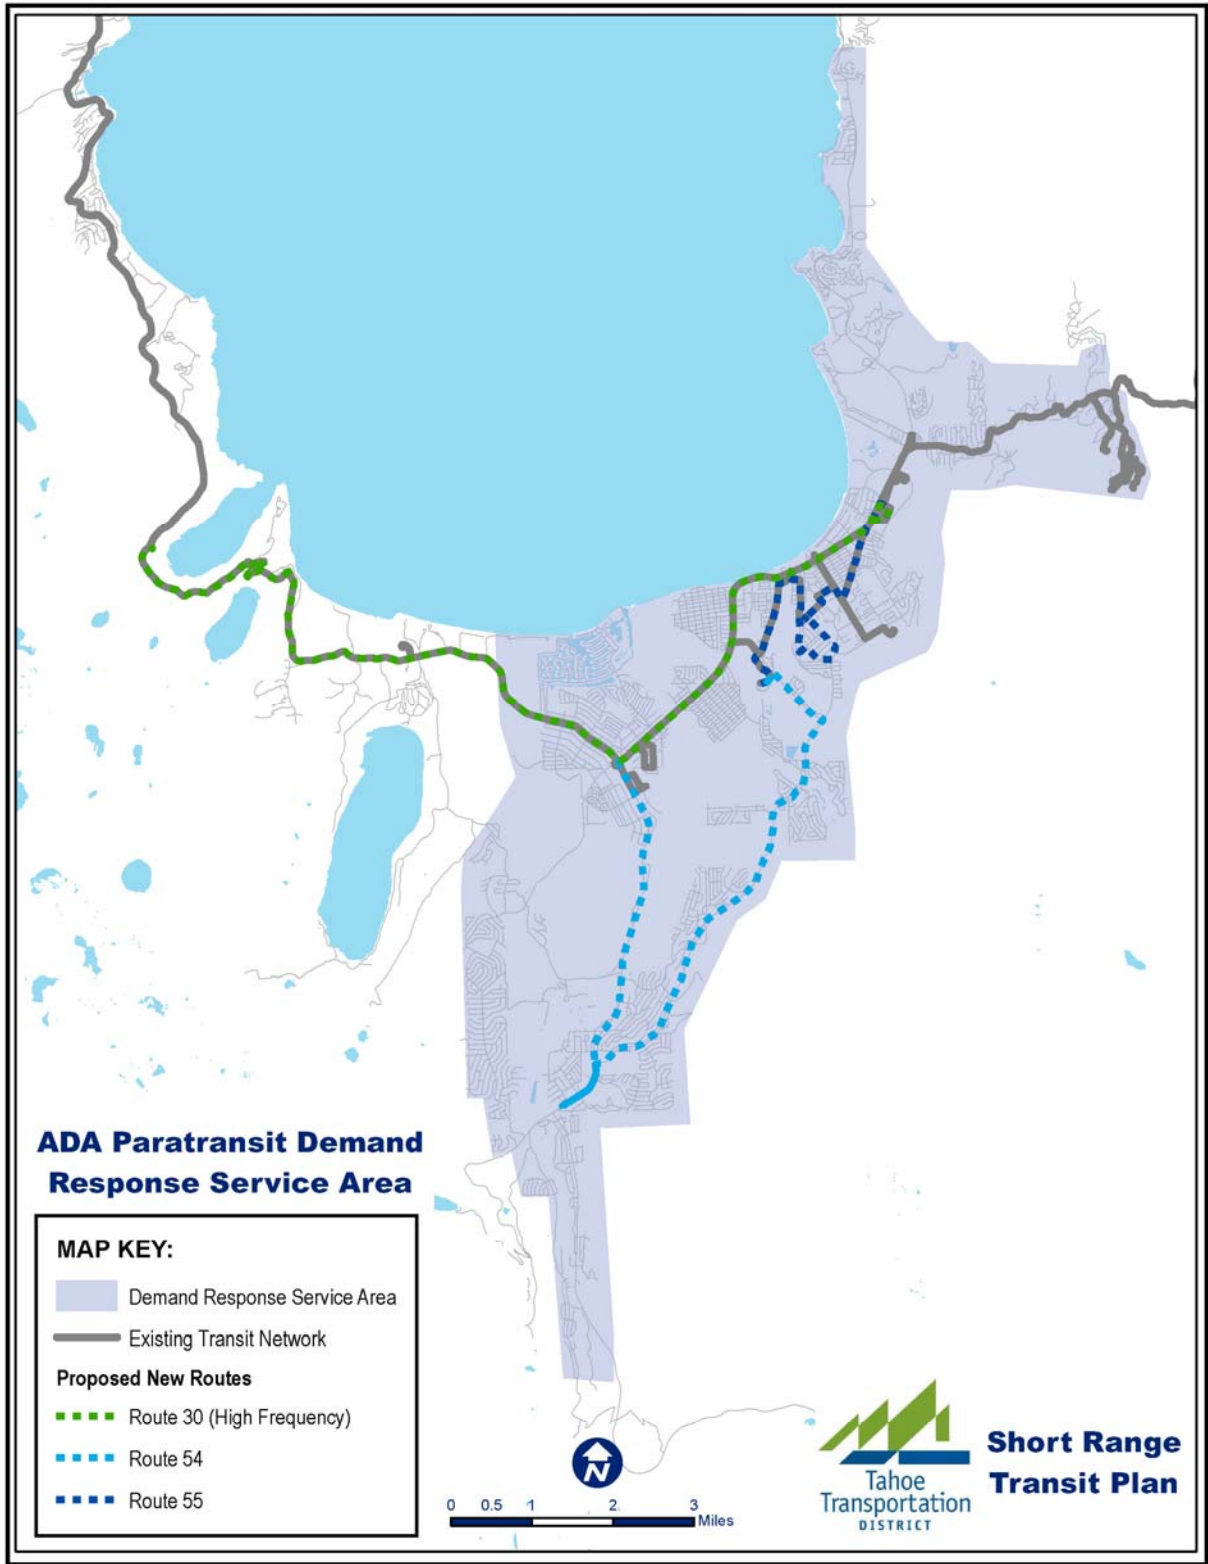 ADA Paratransit Demand
Response Service Area
MAP KEY:
Demand Response Service Area
Existing Transit Network
Proposed New Routes
Route 30 (High Frequency)
Route 54
Route 55
N
0 0.5 1 2 3
Miles
Tahoe
Transportation
DISTRICT
Short Range
Transit Plan